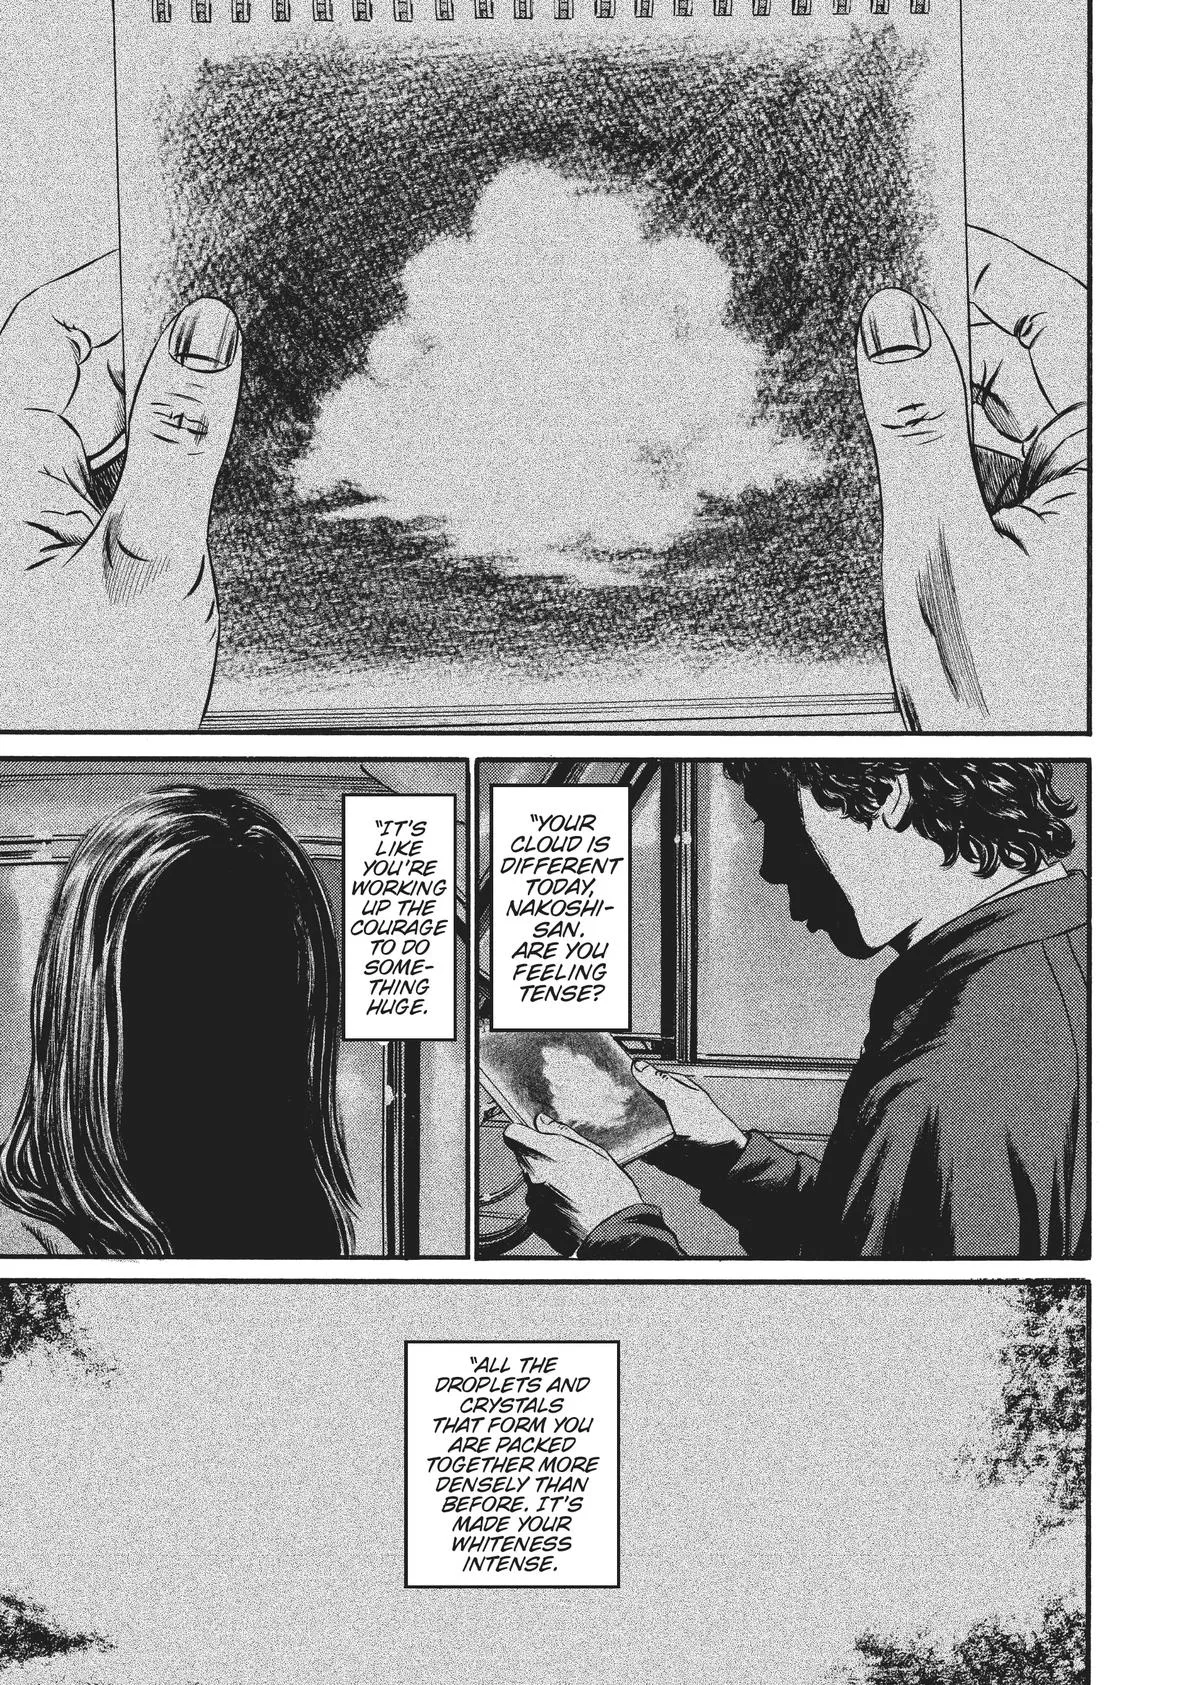 "YOUR
CLOUD IS
DIFFERENT
TODAY,
NAKOSHI-
SAN.
ARE YOU
FEELING
TENSE?
"IT'S
LIKE
YOU'RE
WORKING
UP THE
COURAGE
TO DO
SOME-
THING
HUGE.
"ALL THE
DROPLETS AND
CRYSTALS
THAT FORM YOU
ARE PACKED
TOGETHER MORE
DENSELY THAN
BEFORE. IT'S
MADE YOUR
WHITENESS
INTENSE.